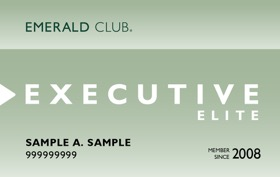 EMERALD CLUB®
EXECUTIVE
ELITE
SAMPLE A. SAMPLE
999999999
MEMBER SINCE 2008